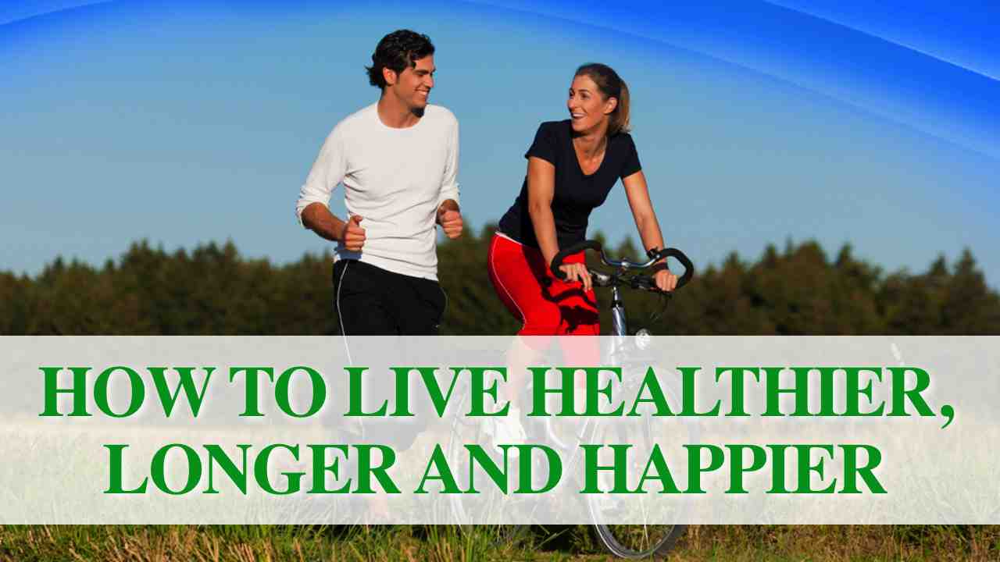 HOW TO LIVE HEALTHIER,
LONGER AND HAPPIER